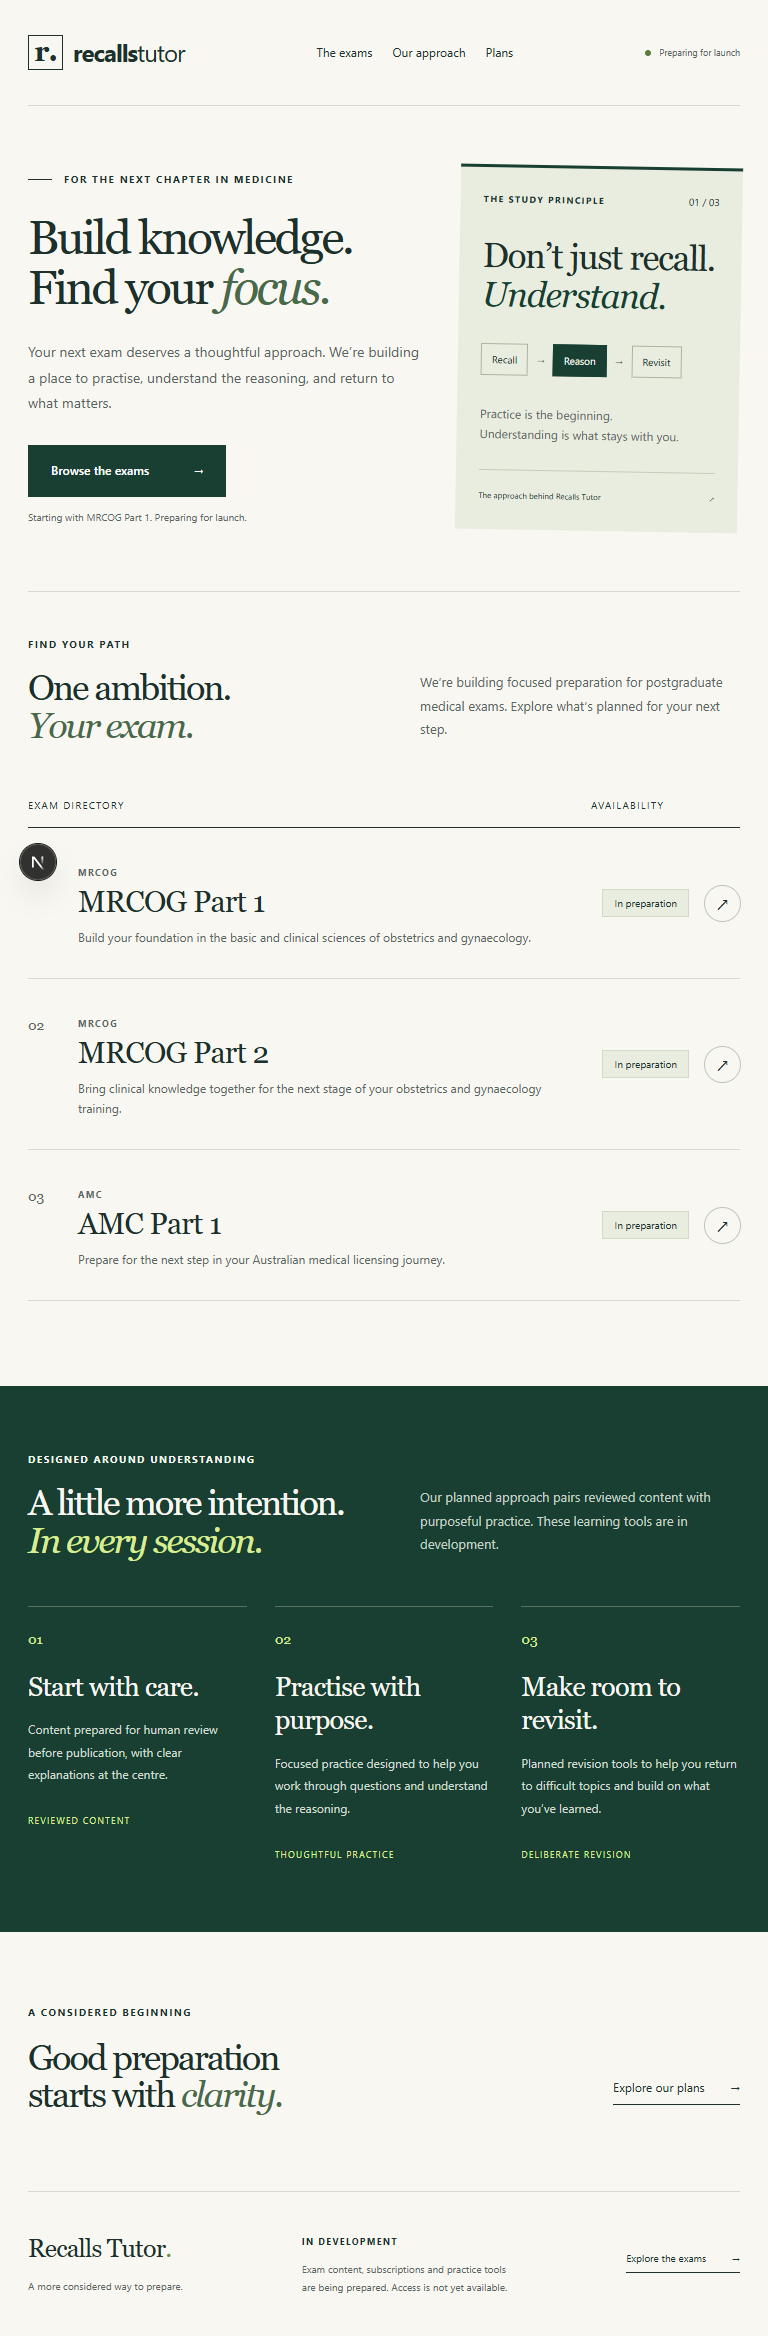 r. recallstutor
The exams Our approach Plans
Preparing for launch
FOR THE NEXT CHAPTER IN MEDICINE
Build knowledge.
Find your focus.
Your next exam deserves a thoughtful approach. We’re building
a place to practise, understand the reasoning, and return to
what matters.
Browse the exams →
Starting with MRCOG Part 1. Preparing for launch.
THE STUDY PRINCIPLE 01 / 03
Don’t just recall.
Understand.
Recall → Reason → Revisit
Practice is the beginning.
Understanding is what stays with you.
The approach behind Recalls Tutor ↗
FIND YOUR PATH
One ambition.
Your exam.
We’re building focused preparation for postgraduate
medical exams. Explore what’s planned for your next
step.
EXAM DIRECTORY AVAILABILITY
N
MRCOG
MRCOG Part 1
Build your foundation in the basic and clinical sciences of obstetrics and gynaecology.
In preparation ↗
02
MRCOG
MRCOG Part 2
Bring clinical knowledge together for the next stage of your obstetrics and gynaecology
training.
In preparation ↗
03
AMC
AMC Part 1
Prepare for the next step in your Australian medical licensing journey.
In preparation ↗
DESIGNED AROUND UNDERSTANDING
A little more intention.
In every session.
Our planned approach pairs reviewed content with
purposeful practice. These learning tools are in
development.
01
Start with care.
Content prepared for human review
before publication, with clear
explanations at the centre.
REVIEWED CONTENT
02
Practise with
purpose.
Focused practice designed to help you
work through questions and understand
the reasoning.
THOUGHTFUL PRACTICE
03
Make room to
revisit.
Planned revision tools to help you return
to difficult topics and build on what
you’ve learned.
DELIBERATE REVISION
A CONSIDERED BEGINNING
Good preparation
starts with clarity.
Explore our plans →
Recalls Tutor.
A more considered way to prepare.
IN DEVELOPMENT
Exam content, subscriptions and practice tools
are being prepared. Access is not yet available.
Explore the exams →